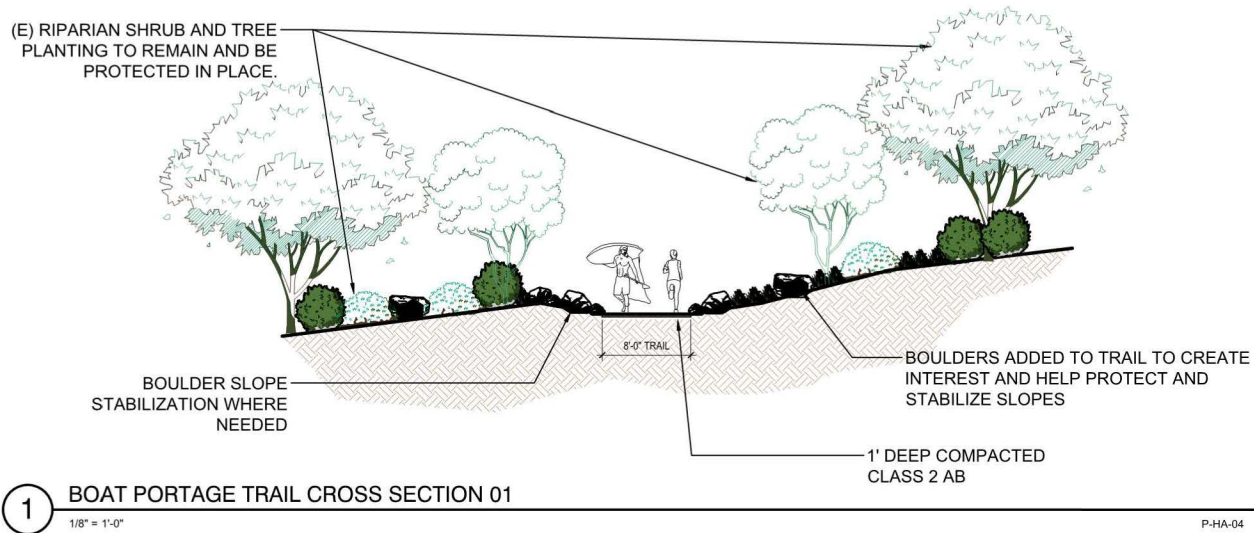 (E) RIPARIAN SHRUB AND TREE
PLANTING TO REMAIN AND BE
PROTECTED IN PLACE.
8'-0" TRAIL
BOULDER SLOPE
STABILIZATION WHERE
NEEDED
BOULDERS ADDED TO TRAIL TO CREATE
INTEREST AND HELP PROTECT AND
STABILIZE SLOPES
1' DEEP COMPACTED
CLASS 2 AB
1
BOAT PORTAGE TRAIL CROSS SECTION 01
1/8" = 1'-0"
P-HA-04